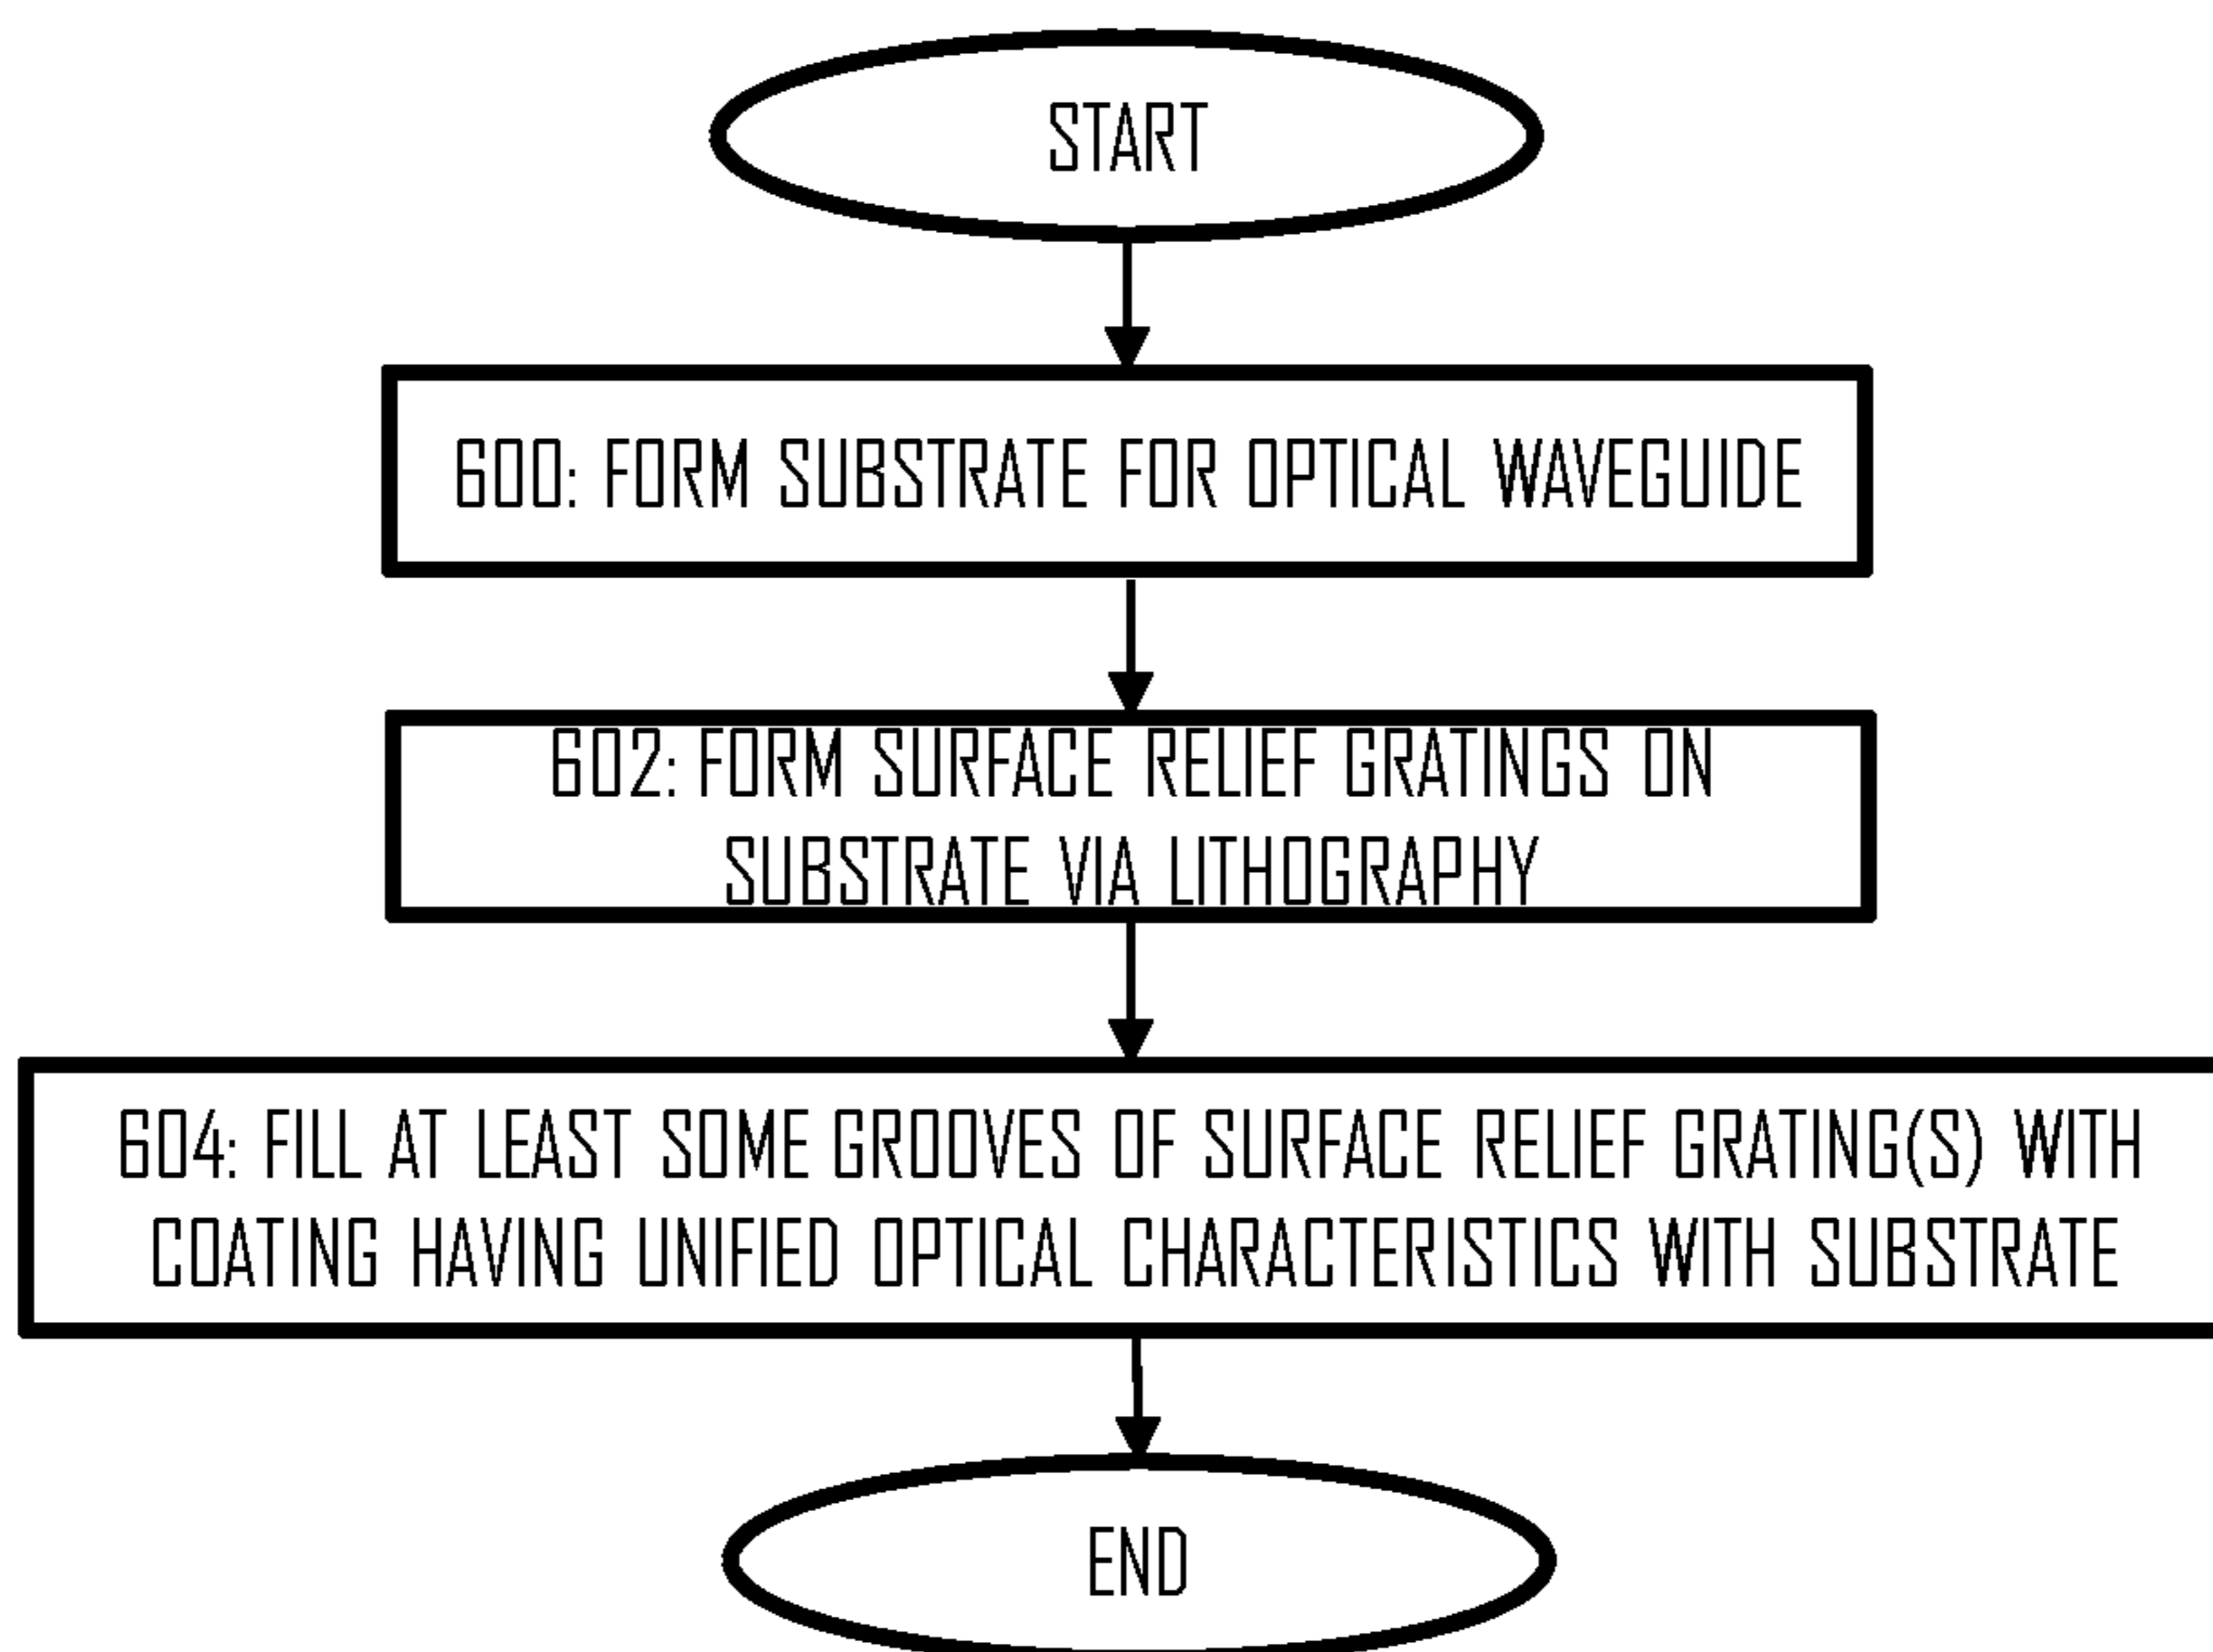 START
600: FORM SUBSTRATE FOR OPTICAL WAVEGUIDE
602: FORM SURFACE RELIEF GRATINGS ON
SUBSTRATE VIA LITHOGRAPHY
604: FILL AT LEAST SOME GROOVES OF SURFACE RELIEF GRATING(S) WITH
COATING HAVING UNIFIED OPTICAL CHARACTERISTICS WITH SUBSTRATE
END